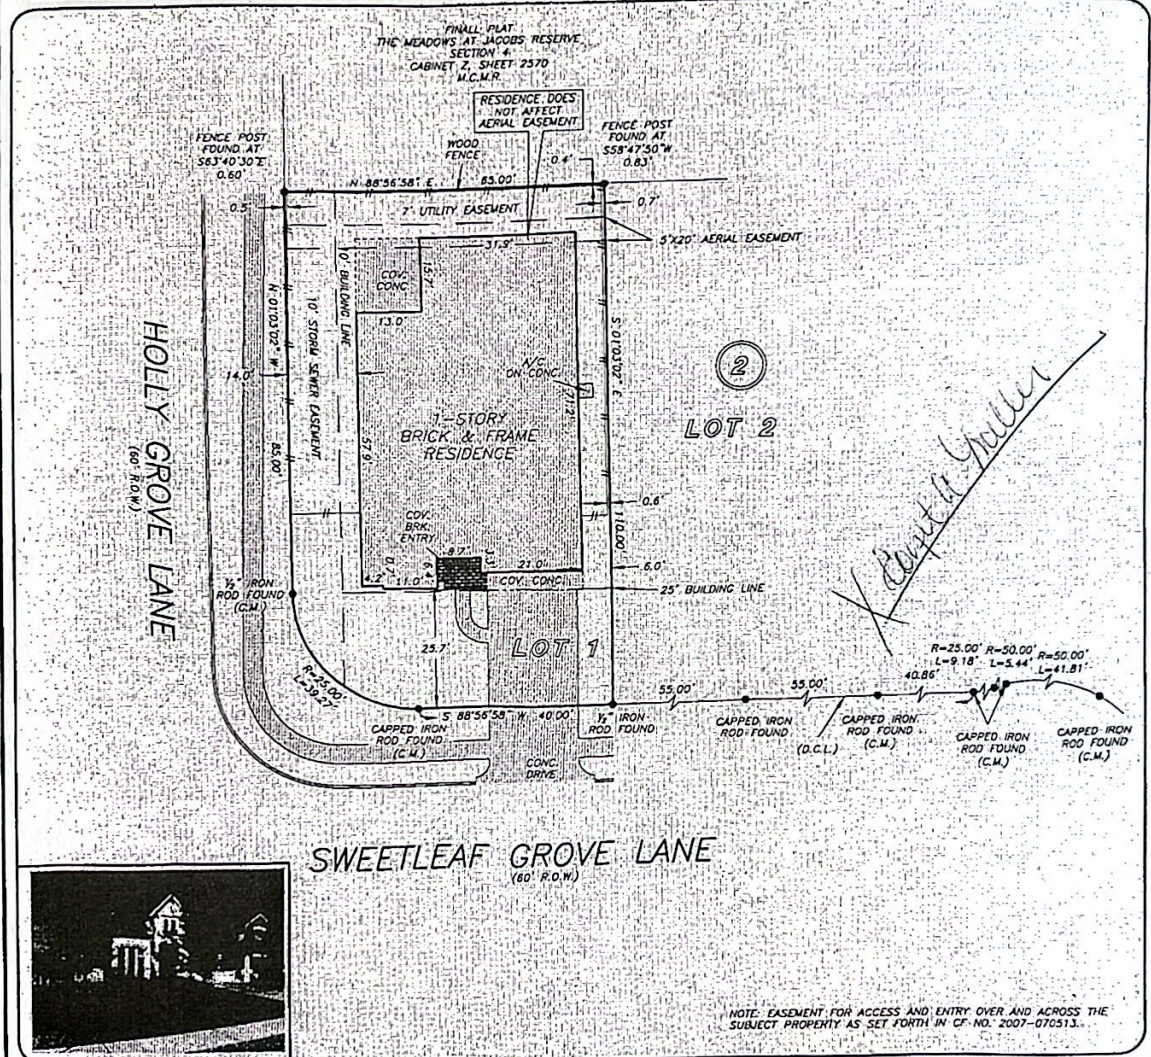 FINALL PLAT
THE MEADOWS AT JACOBS RESERVE
SECTION 4
CABINET Z, SHEET 2570
M.C.M.R.
RESIDENCE DOES
NOT AFFECT
AERIAL EASEMENT
FENCE POST
FOUND AT
S63°40'30"E
0.60'
WOOD
FENCE
FENCE POST
FOUND AT
S58°47'50"W
0.83'
0.4'
N 88°56'58" E 65.00'
0.5'
7' UTILITY EASEMENT
0.7'
5'X20' AERIAL EASEMENT
31.9'
15.7'
COV.
CONC.
13.0'
10' BUILDING LINE
10' STORM SEWER EASEMENT
N 01°03'02" W
85.00'
14.0'
HOLLY GROVE LANE
(60' R.O.W.)
57.9'
1-STORY
BRICK & FRAME
RESIDENCE
A/C
ON CONC.
71.2'
S 01°03'02" E
110.00'
2
LOT 2
0.6'
COV.
BRK.
ENTRY
8.7'
3.3'
6.4'
0.7'
21.0'
6.0'
4.2'
11.0'
COV. CONC.
25' BUILDING LINE
½" IRON
ROD FOUND
(C.M.)
25.7'
LOT 1
R=25.00'
L=39.27'
S 88°56'58" W 40.00'
CAPPED IRON
ROD FOUND
(C.M.)
½" IRON
ROD FOUND
55.00'
55.00'
40.86'
R=25.00'
L=9.18'
R=50.00'
L=5.44'
R=50.00'
L=41.81'
CAPPED IRON
ROD FOUND
(D.C.L.)
CAPPED IRON
ROD FOUND
(C.M.)
CAPPED IRON
ROD FOUND
(C.M.)
CAPPED IRON
ROD FOUND
(C.M.)
CONC.
DRIVE
SWEETLEAF GROVE LANE
(60' R.O.W.)
NOTE: EASEMENT FOR ACCESS AND ENTRY OVER AND ACROSS THE
SUBJECT PROPERTY AS SET FORTH IN CF NO. 2007-070513.